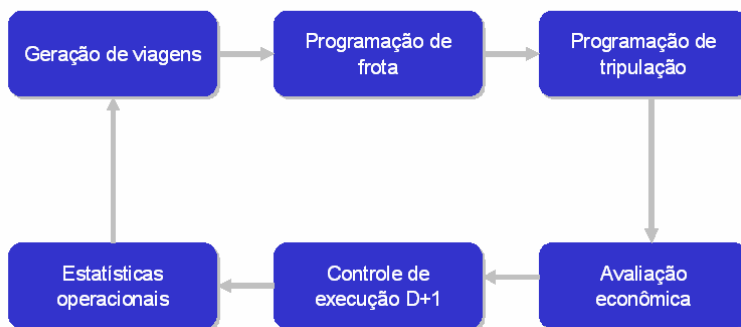 Geração de viagens
Programação de
frota
Programação de
tripulação
Estatísticas
operacionais
Controle de
execução D+1
Avaliação
econômica